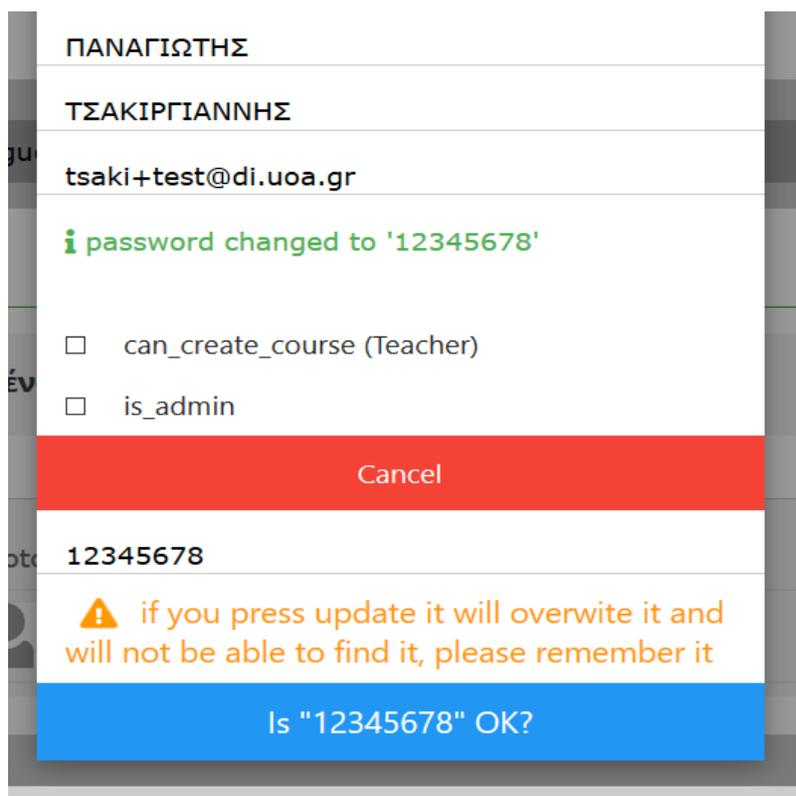 ΠΑΝΑΓΙΩΤΗΣ
ΤΣΑΚΙΡΓΙΑΝΝΗΣ
tsaki+test@di.uoa.gr
password changed to '12345678'
can_create_course (Teacher)
is_admin
Cancel
12345678
if you press update it will overwite it and
will not be able to find it, please remember it
Is "12345678" OK?